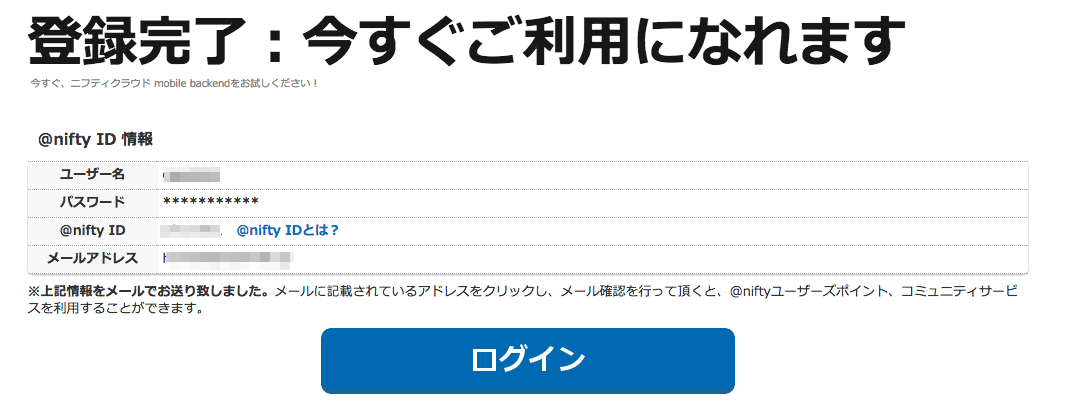 登録完了：今すぐご利用になれます
今すぐ、ニフティクラウド mobile backendをお試しください！
@nifty ID 情報
ユーザー名
パスワード ***********
@nifty ID @nifty IDとは？
メールアドレス
※上記情報をメールでお送り致しました。メールに記載されているアドレスをクリックし、メール確認を行って頂くと、@niftyユーザーズポイント、コミュニティサービ
スを利用することができます。
ログイン